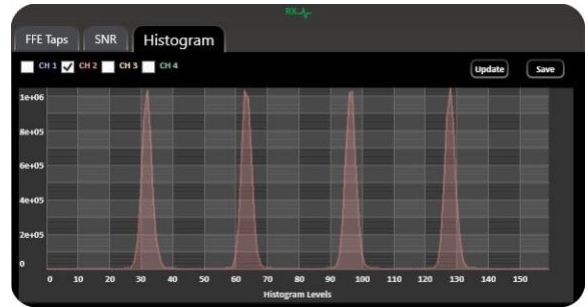 RX
FFE Taps SNR Histogram
CH 1 CH 2 CH 3 CH 4 Update Save
1e+06
8e+05
6e+05
4e+05
2e+05
0
0 10 20 30 40 50 60 70 80 90 100 110 120 130 140 150
Histogram Levels